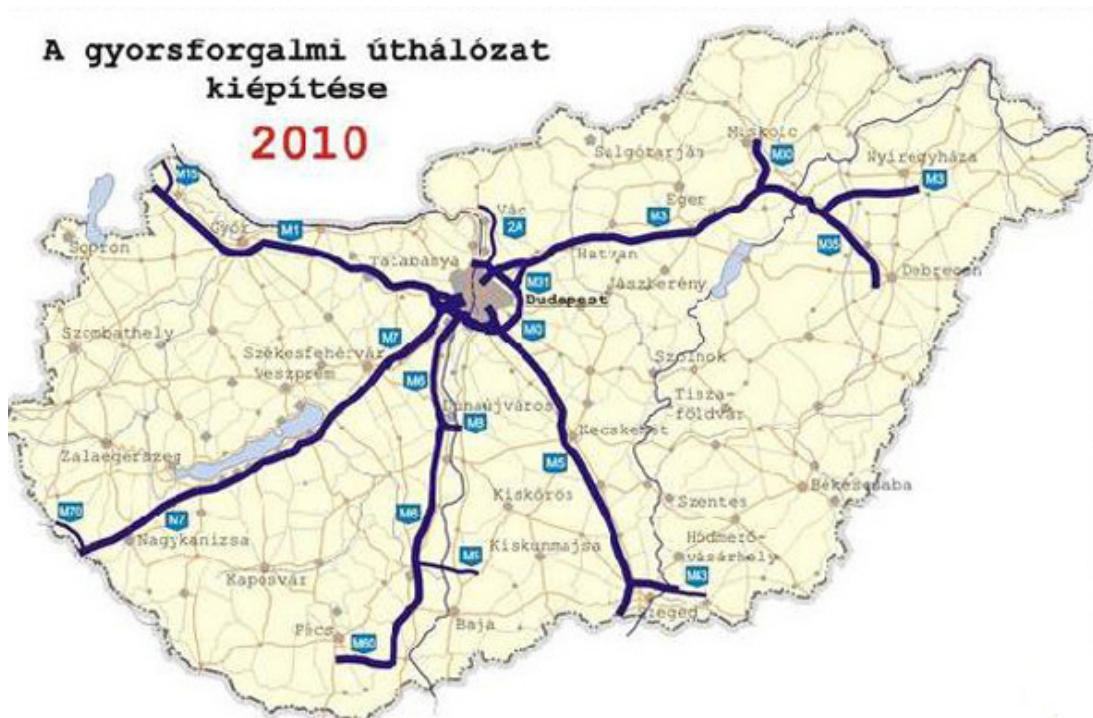 A gyorsforgalmi úthálózat
kiépítése
2010
Miskolc
M30
Salgótarján
Nyíregyháza
M3
M15
Eger
Vác
2A
M3
Győr
M1
Sopron
Hatvan
M35
Tatabánya
Debrecen
M31
Jászberény
Budapest
M0
M7
Szombathely
Székesfehérvár
Szolnok
Veszprém
M6
Tisza-
földvár
Dunaújváros
M8
Kecskemét
Zalaegerszeg
M5
Békéscsaba
Szentes
M70
M7
Kiskőrös
M6
Nagykanizsa
Hódmező-
vásárhely
Kiskunmajsa
M9
Kaposvár
M43
Szeged
Baja
Pécs
M60